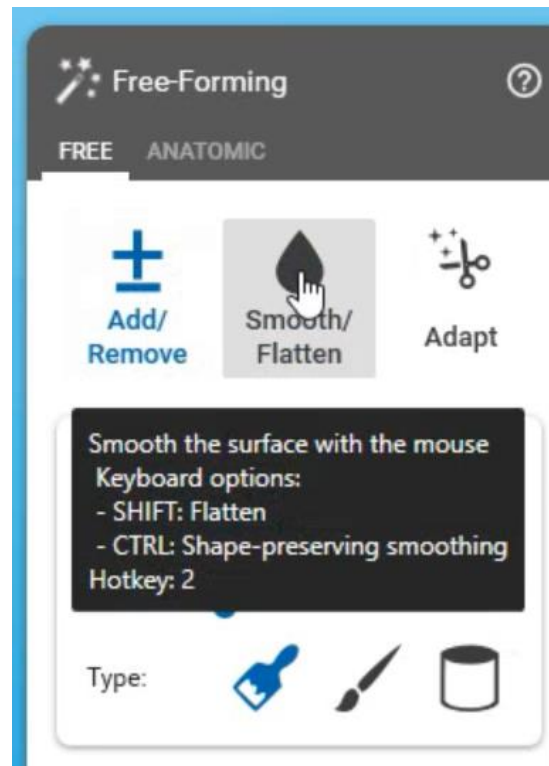 Free-Forming
FREE ANATOMIC
Add/
Remove
Smooth/
Flatten
Adapt
Smooth the surface with the mouse
Keyboard options:
- SHIFT: Flatten
- CTRL: Shape-preserving smoothing
Hotkey: 2
Type: